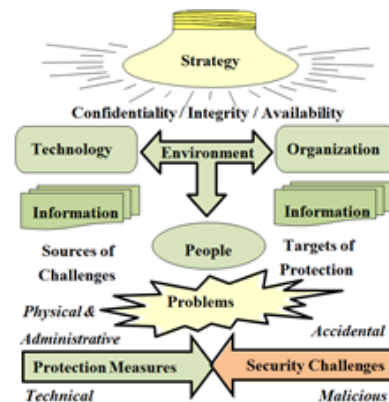 Strategy
Confidentiality / Integrity / Availability
Technology
Environment
Organization
Information
Information
Sources of
Challenges
People
Targets of
Protection
Problems
Physical &
Administrative
Accidental
Protection Measures
Security Challenges
Technical
Malicious